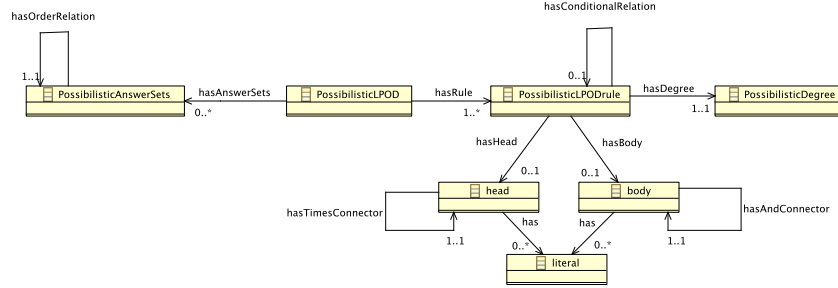 hasConditionalRelation
hasOrderRelation
1..1
0..1
PossibilisticAnswerSets
hasAnswerSets
PossibilisticLPOD
hasRule
PossibilisticLPODrule
hasDegree
PossibilisticDegree
0..*
1..*
1..1
hasHead
hasBody
0..1
0..1
head
body
hasTimesConnector
has
has
hasAndConnector
1..1
0..*
0..*
1..1
literal